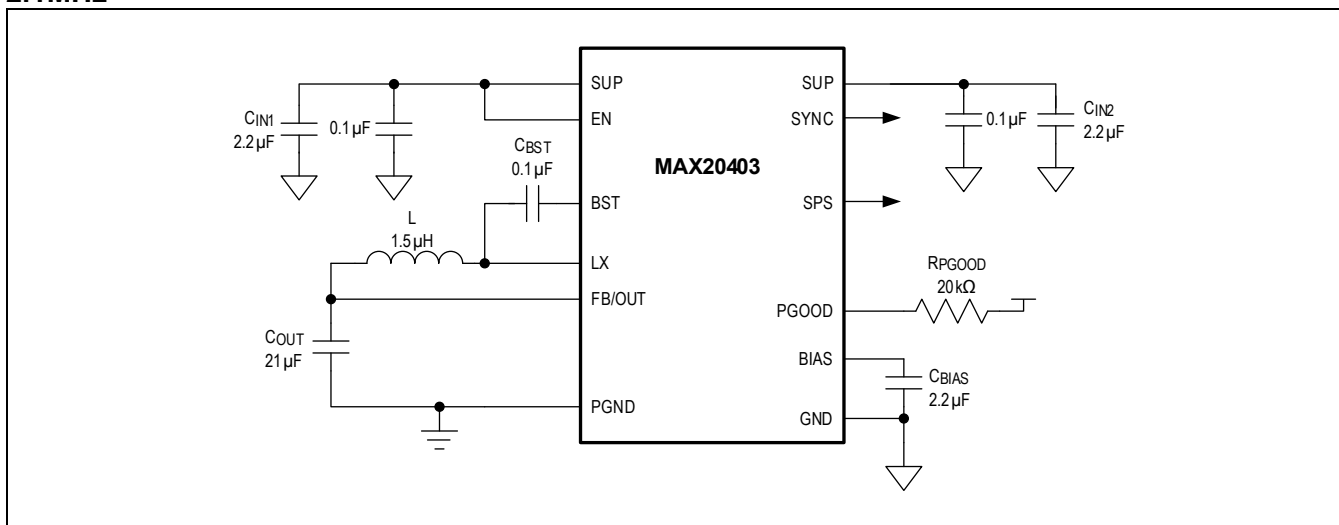 SUP
EN
BST
LX
FB/OUT
PGND
MAX20403
SUP
SYNC
SPS
PGOOD
BIAS
GND
CIN1
2.2µF
0.1µF
CBST
0.1µF
L
1.5µH
COUT
21µF
0.1µF
CIN2
2.2µF
RPGOOD
20kΩ
CBIAS
2.2µF